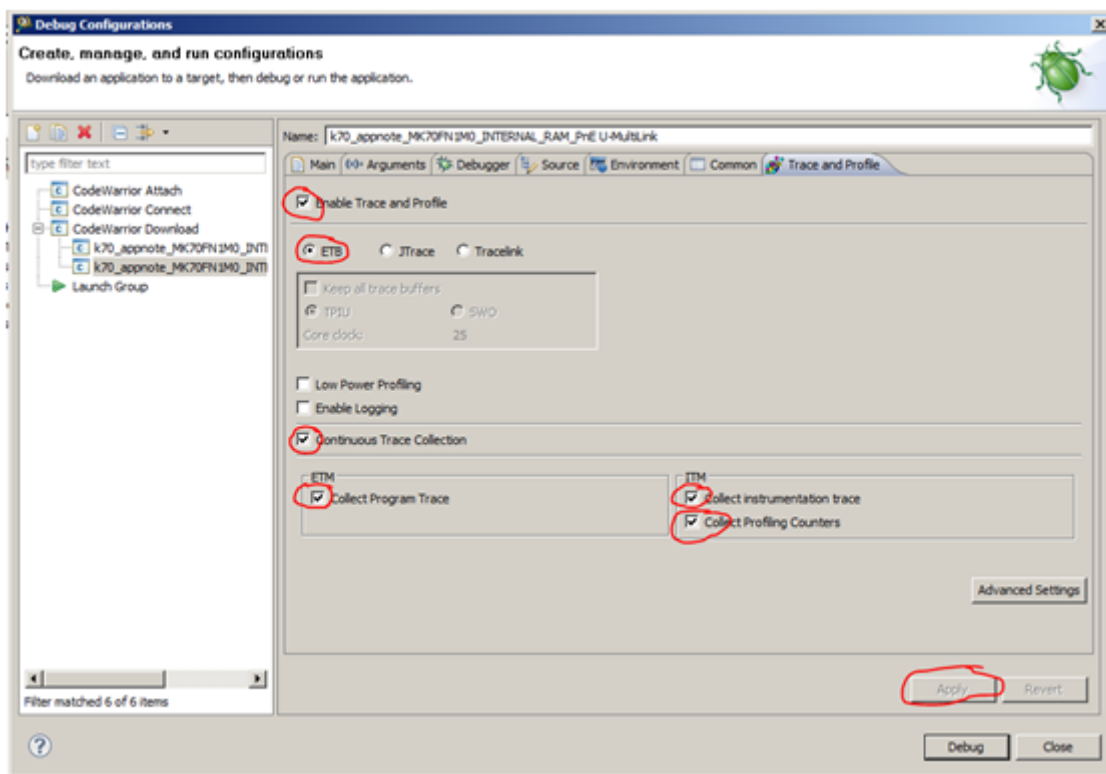 Debug Configurations
Create, manage, and run configurations
Download an application to a target, then debug or run the application.
type filter text
CodeWarrior Attach
CodeWarrior Connect
CodeWarrior Download
k70_appnote_MK70FN1M0_INTI
k70_appnote_MK70FN1M0_INTI
Launch Group
Filter matched 6 of 6 items
Name: k70_appnote_MK70FN1M0_INTERNAL_RAM_PnE U-MultiLink
Main Arguments Debugger Source Environment Common Trace and Profile
Enable Trace and Profile
ETB JTrace Tracelink
Keep all trace buffers
TPIU SWO
Core clock: 25
Low Power Profiling
Enable Logging
Continuous Trace Collection
ETM
Collect Program Trace
ITM
Collect instrumentation trace
Collect Profiling Counters
Advanced Settings
Apply Revert
Debug Close